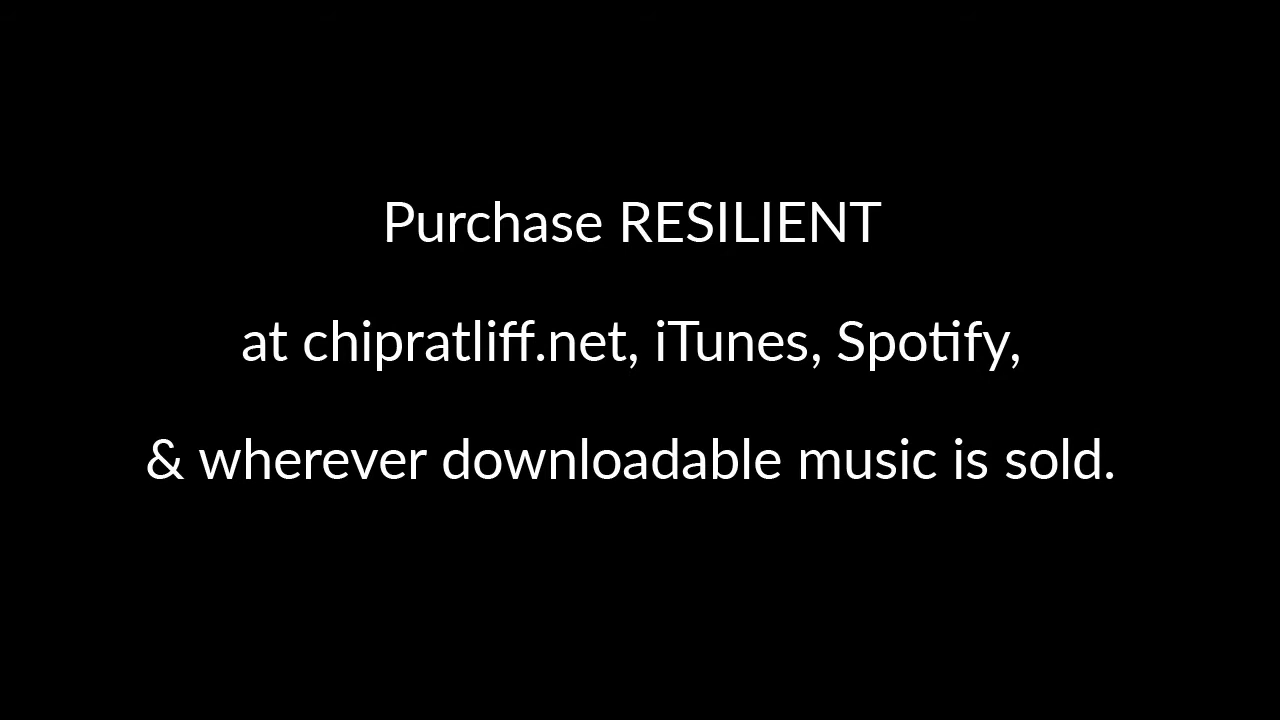 Purchase RESILIENT
at chipratliff.net, iTunes, Spotify,
& wherever downloadable music is sold.